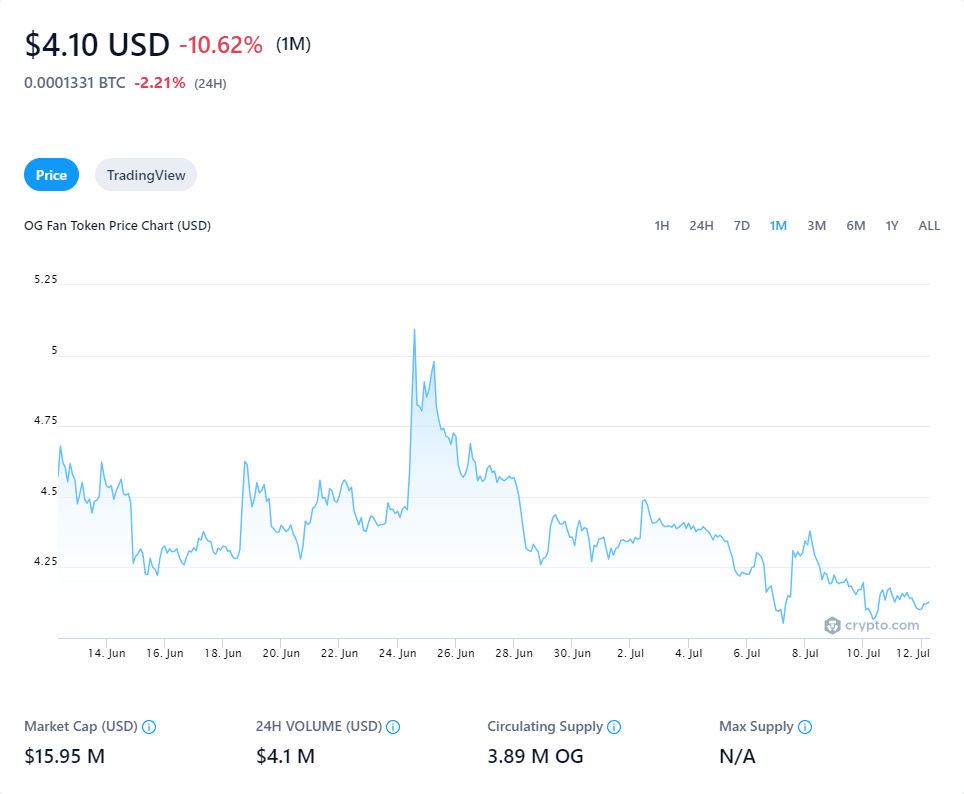 $4.10 USD -10.62% (1M)
0.0001331 BTC -2.21% (24H)
Price TradingView
OG Fan Token Price Chart (USD) 1H 24H 7D 1M 3M 6M 1Y ALL
5.25
5
4.75
4.5
4.25
crypto.com
14. Jun 16. Jun 18. Jun 20. Jun 22. Jun 24. Jun 26. Jun 28. Jun 30. Jun 2. Jul 4. Jul 6. Jul 8. Jul 10. Jul 12. Jul
Market Cap (USD) 24H VOLUME (USD) Circulating Supply Max Supply
$15.95 M $4.1 M 3.89 M OG N/A